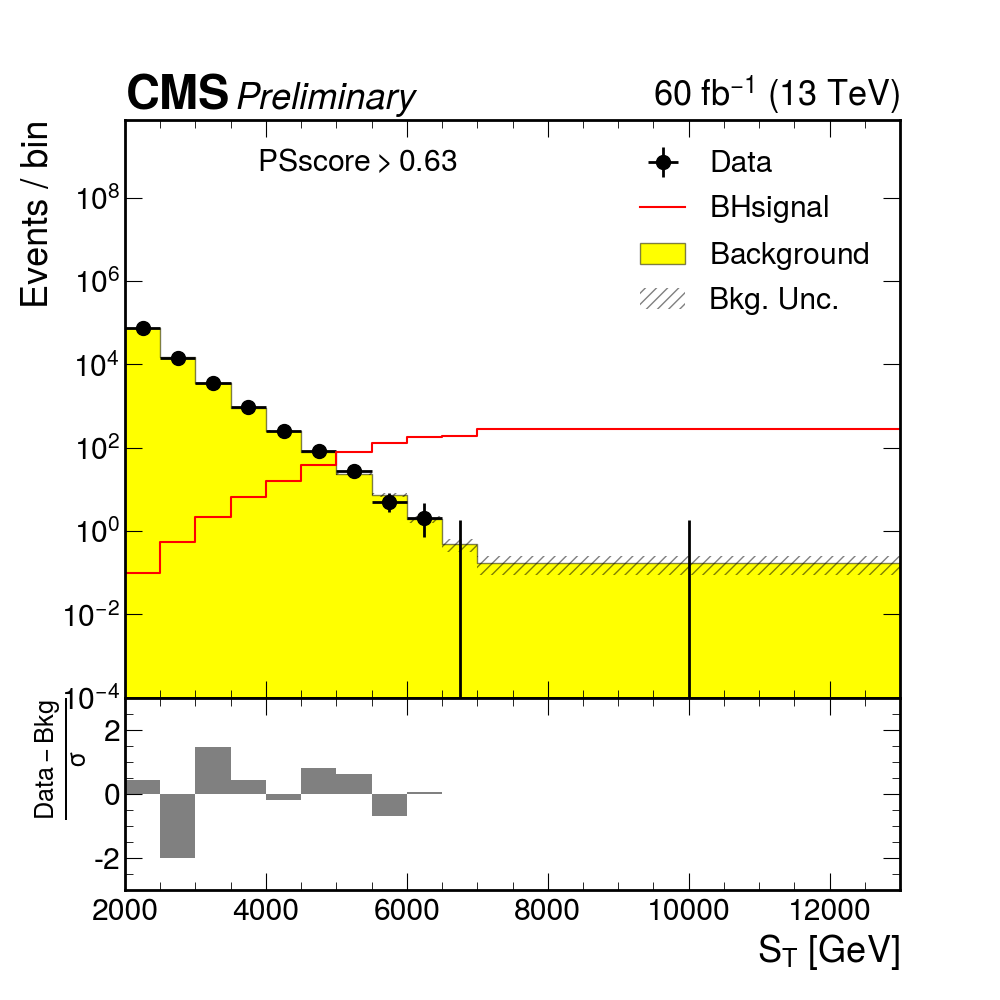 CMS Preliminary
60 fb⁻¹ (13 TeV)
Events / bin
PSscore > 0.63
Data
BHsignal
Background
Bkg. Unc.
10⁸
10⁶
10⁴
10²
10⁰
10⁻²
10⁻⁴
Data – Bkg
σ
2
0
-2
2000 4000 6000 8000 10000 12000
S_T [GeV]